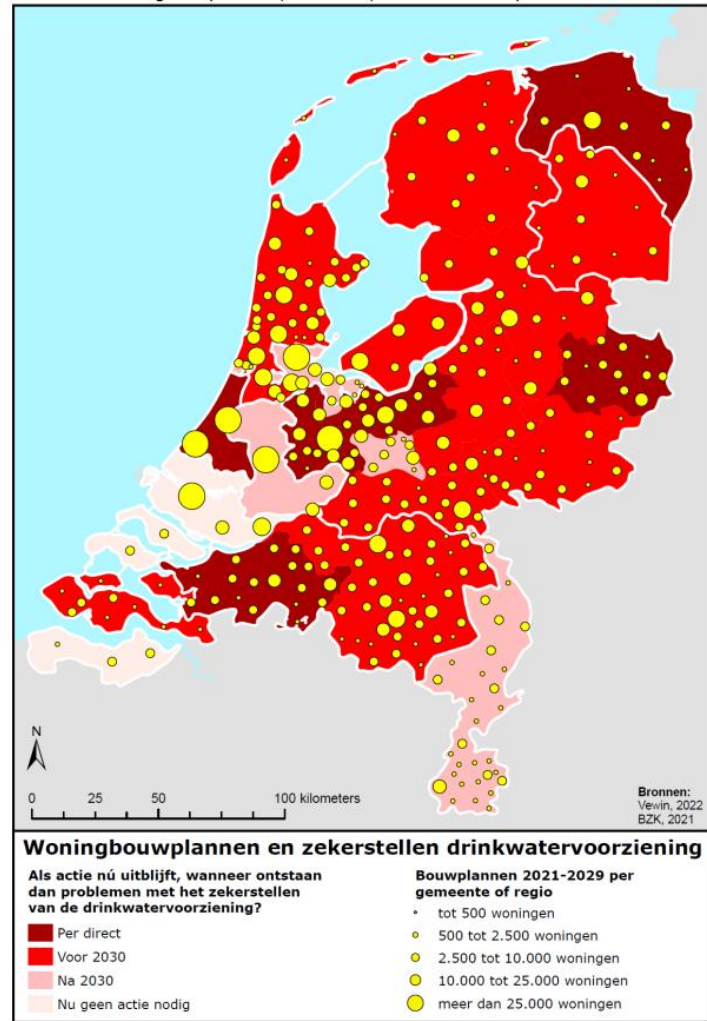 N
0 25 50 100 kilometers
Bronnen:
Vewin, 2022
BZK, 2021
Woningbouwplannen en zekerstellen drinkwatervoorziening
Als actie nú uitblijft, wanneer ontstaan
dan problemen met het zekerstellen
van de drinkwatervoorziening?
Per direct
Voor 2030
Na 2030
Nu geen actie nodig
Bouwplannen 2021-2029 per
gemeente of regio
tot 500 woningen
500 tot 2.500 woningen
2.500 tot 10.000 woningen
10.000 tot 25.000 woningen
meer dan 25.000 woningen